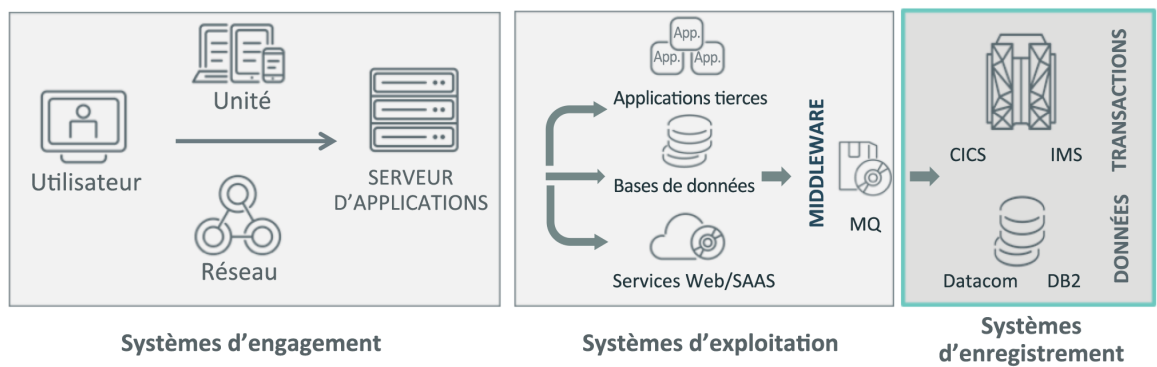 Unité
Utilisateur
SERVEUR
D’APPLICATIONS
Réseau
Systèmes d’engagement
App.
App. App.
Applications tierces
Bases de données
Services Web/SAAS
MIDDLEWARE
MQ
Systèmes d’exploitation
CICS IMS
TRANSACTIONS
Datacom DB2
DONNÉES
Systèmes
d’enregistrement